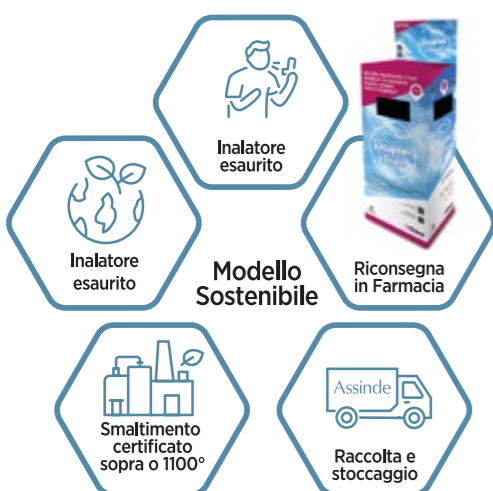 Inalatore
esaurito
Inalatore
esaurito
Modello
Sostenibile
Riconsegna
in Farmacia
Smaltimento
certificato
sopra o 1100°
Assinde
Raccolta e
stoccaggio